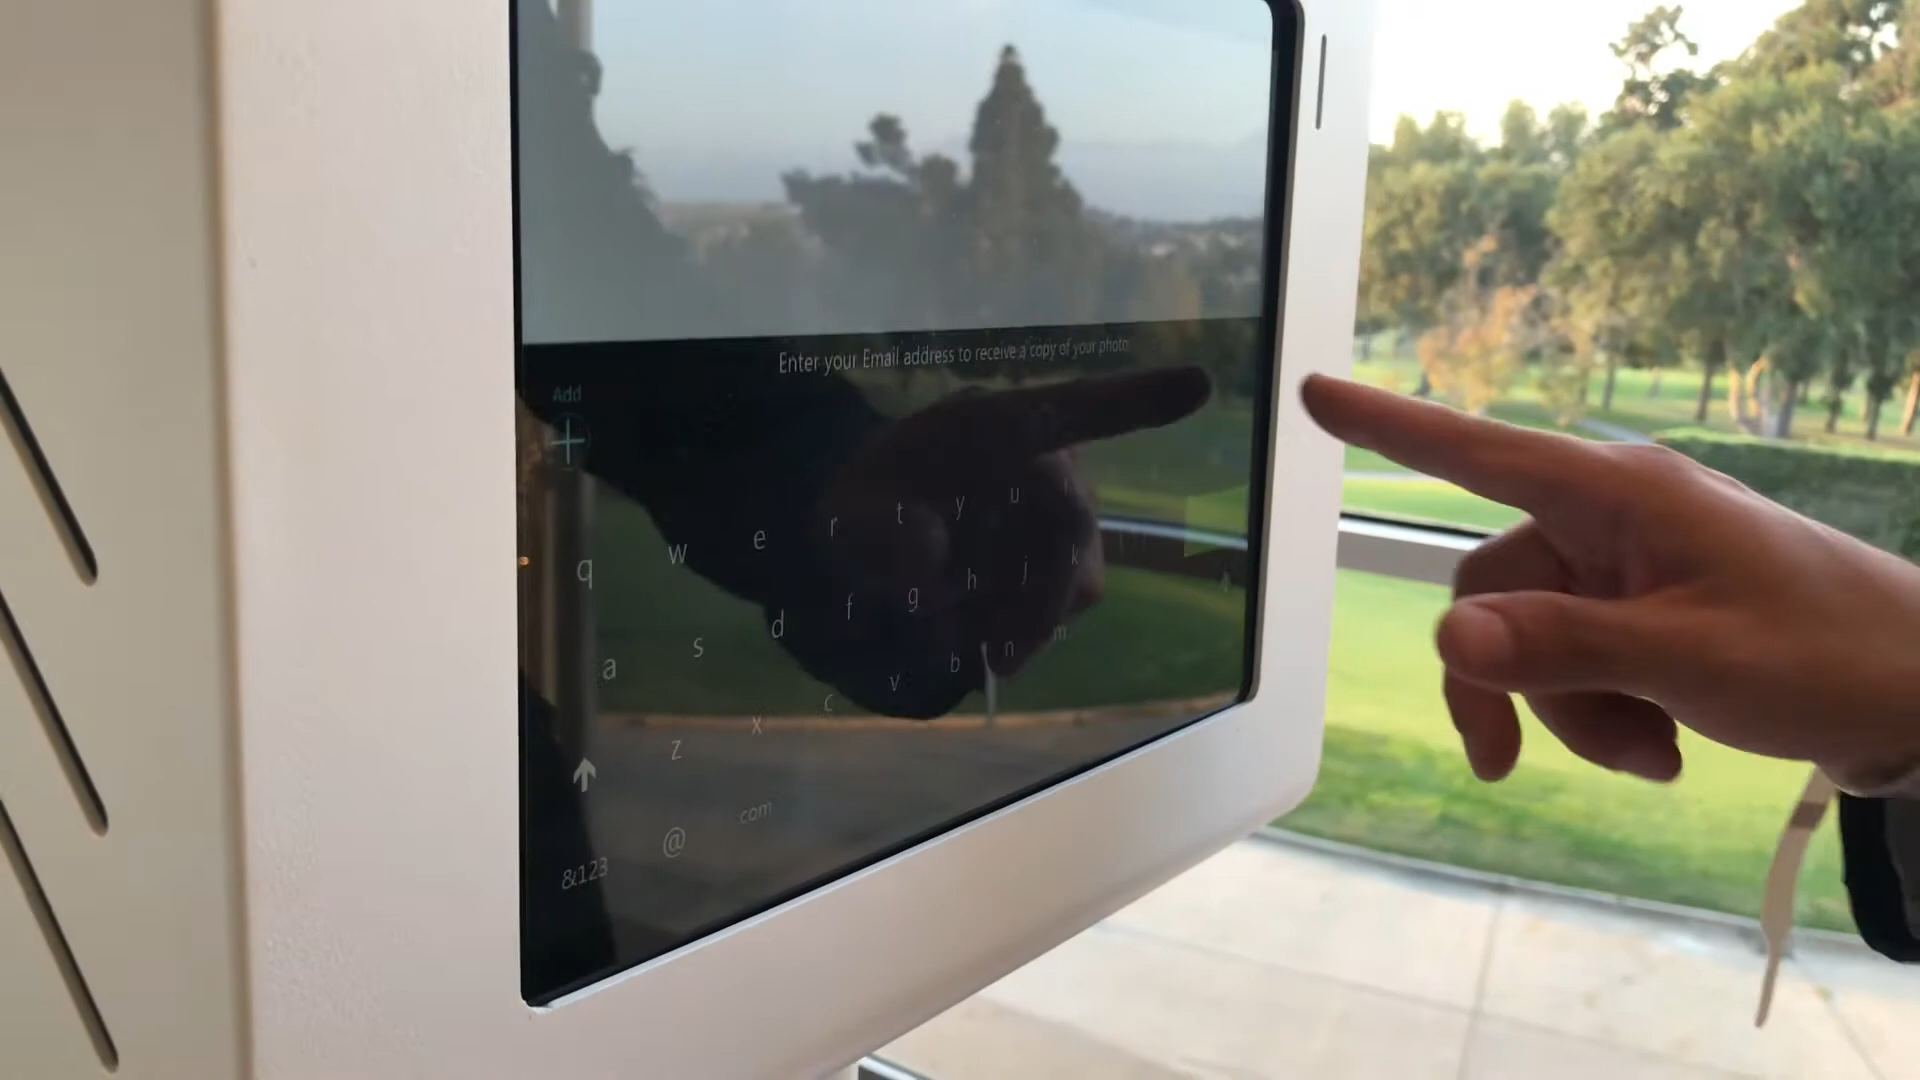 Enter your Email address to receive a copy of your photo
Add
q w e r t y u i
a s d f g h j k
z x c v b n m
&123 @ com